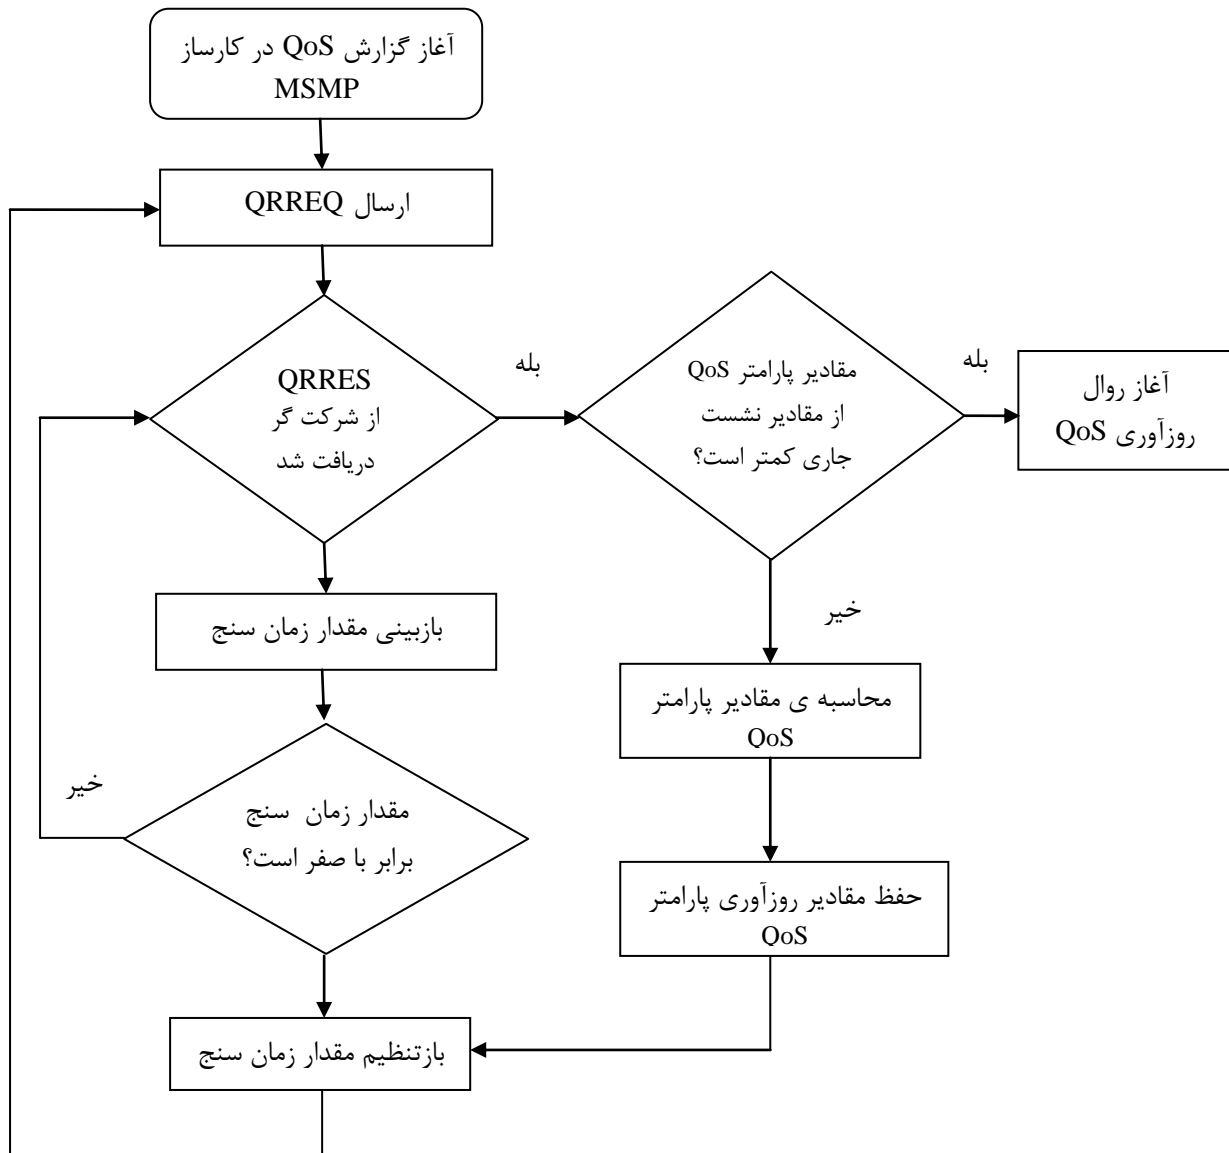 آغاز گزارش QoS در کارساز
MSMP
ارسال QRREQ
QRRES
از شرکت گر
دریافت شد
بله
مقادیر پارامتر QoS
از مقادیر نشست
جاری کمتر است؟
بله
آغاز روال
روزآوری QoS
بازبینی مقدار زمان سنج
خیر
محاسبه ی مقادیر پارامتر
QoS
خیر
مقدار زمان سنج
برابر با صفر است؟
حفظ مقادیر روزآوری پارامتر
QoS
بازتنظیم مقدار زمان سنج